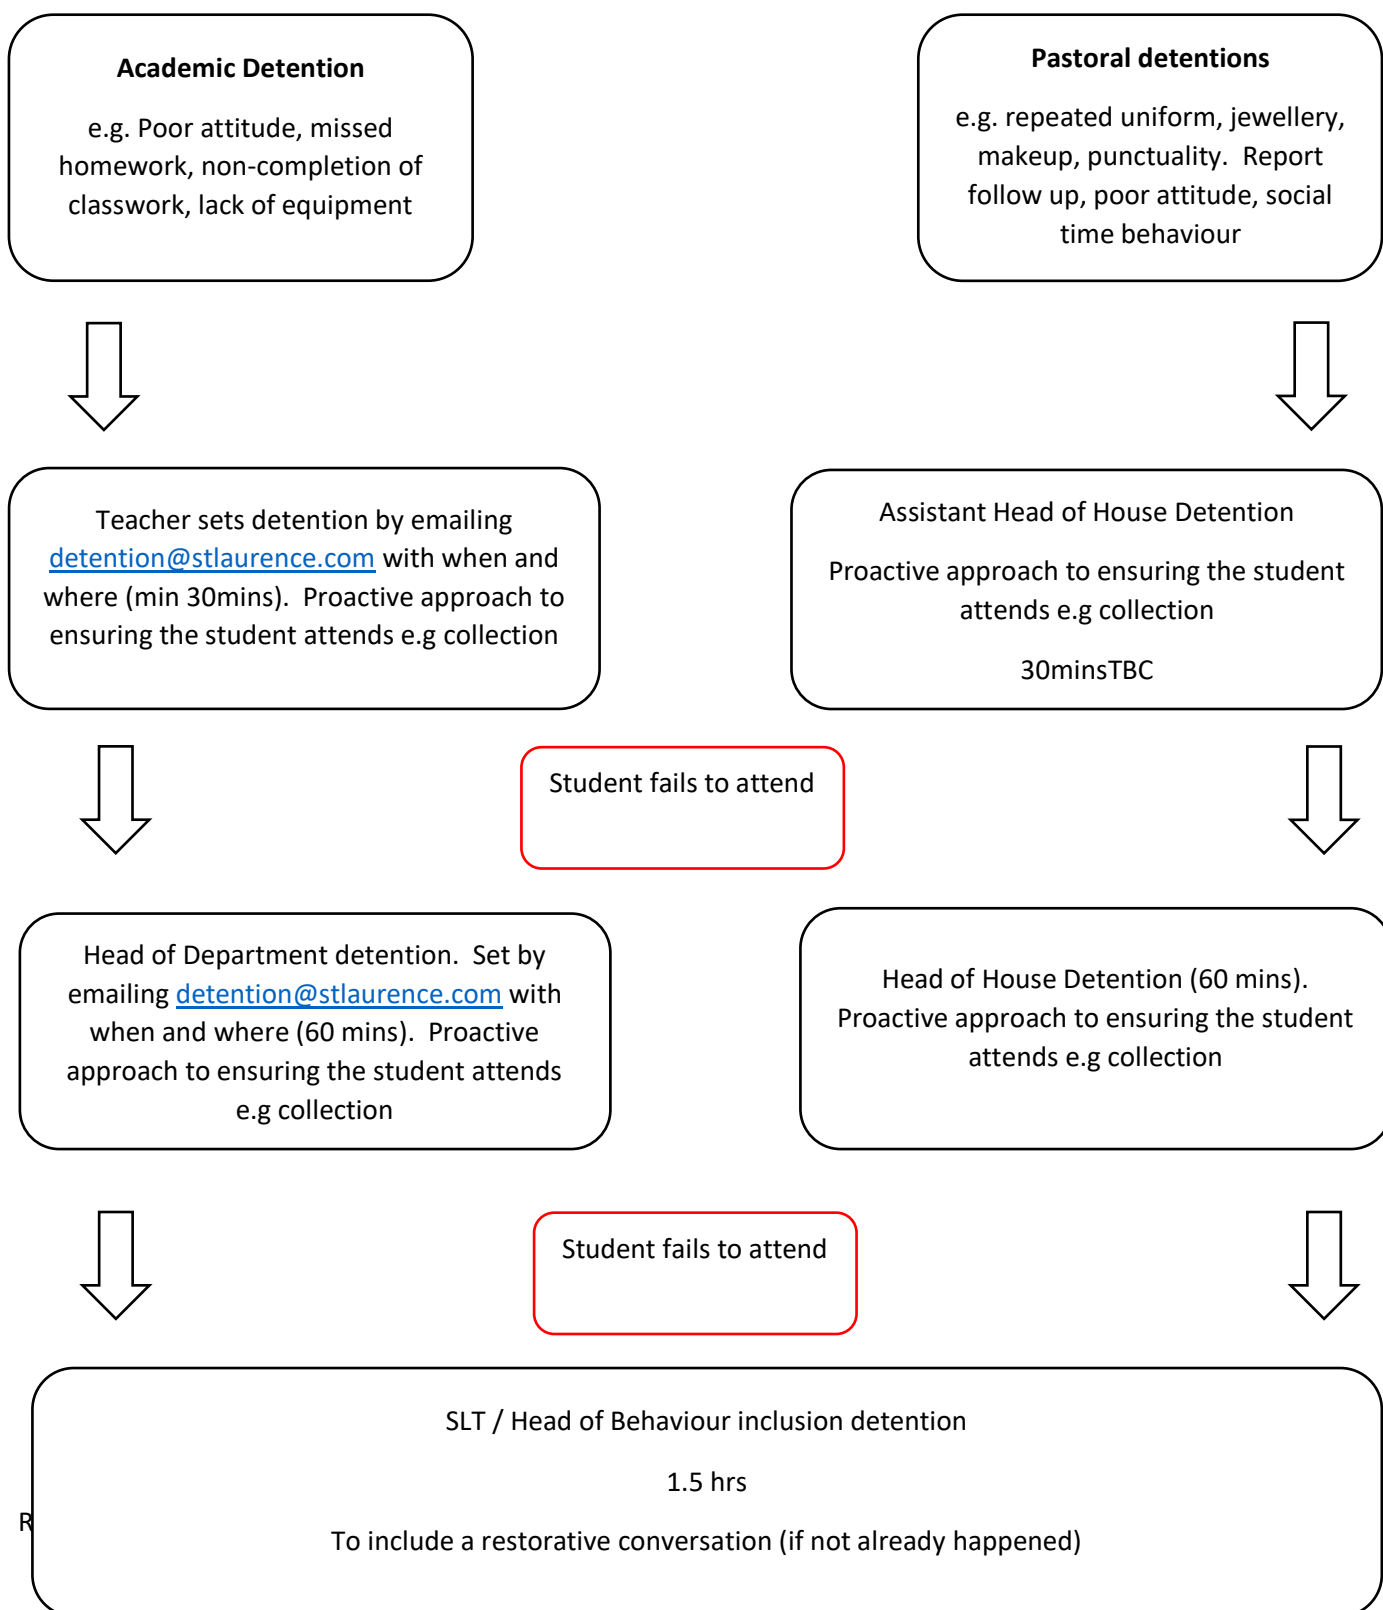 Academic Detention
e.g. Poor attitude, missed
homework, non-completion of
classwork, lack of equipment
Pastoral detentions
e.g. repeated uniform, jewellery,
makeup, punctuality.  Report
follow up, poor attitude, social
time behaviour
Teacher sets detention by emailing
detention@stlaurence.com with when and
where (min 30mins).  Proactive approach to
ensuring the student attends e.g collection
Assistant Head of House Detention
Proactive approach to ensuring the student
attends e.g collection
30minsTBC
Student fails to attend
Head of Department detention.  Set by
emailing detention@stlaurence.com with
when and where (60 mins).  Proactive
approach to ensuring the student attends
e.g collection
Head of House Detention (60 mins).
Proactive approach to ensuring the student
attends e.g collection
Student fails to attend
SLT / Head of Behaviour inclusion detention
1.5 hrs
To include a restorative conversation (if not already happened)